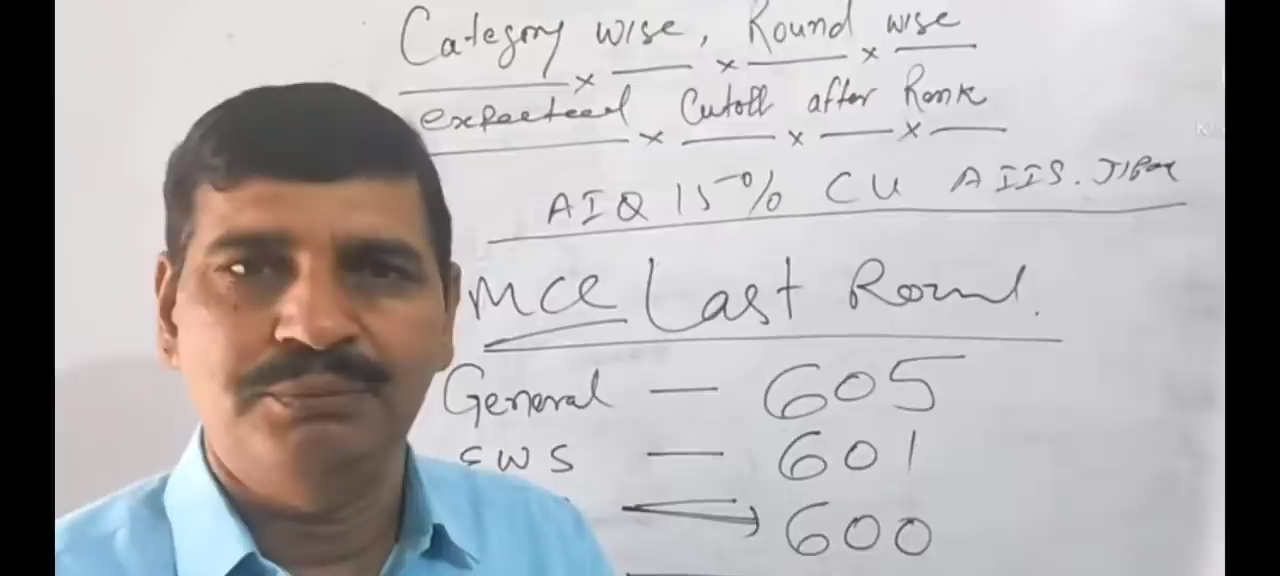 Category wise, Round wise
expected Cutoff after Rank
AIQ 15% CU AIIS.
MCC Last Round.
General — 605
EWS — 601
600